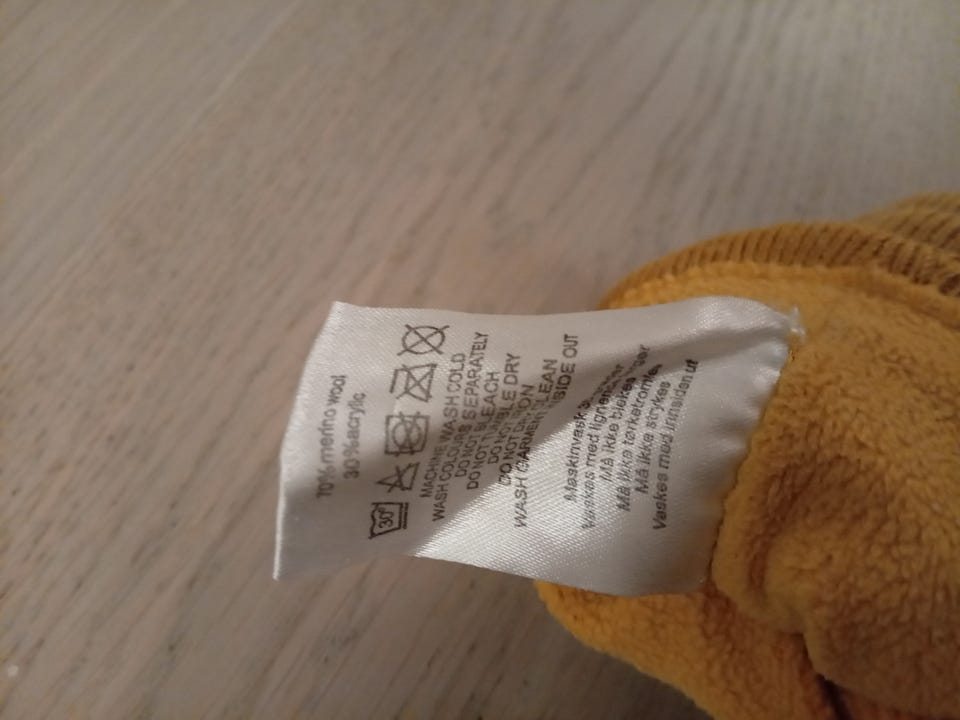 70% merino wool
30% acrylic
30°
MACHINE WASH COLD
WASH COLOURS SEPARATELY
DO NOT BLEACH
DO NOT TUMBLE DRY
DO NOT IRON
DO NOT DRY CLEAN
WASH GARMENT INSIDE OUT
Maskinvask
Vaskes med lignende
Må ikke blekes
Må ikke tørketromles
Må ikke strykes
Vaskes med innsiden ut